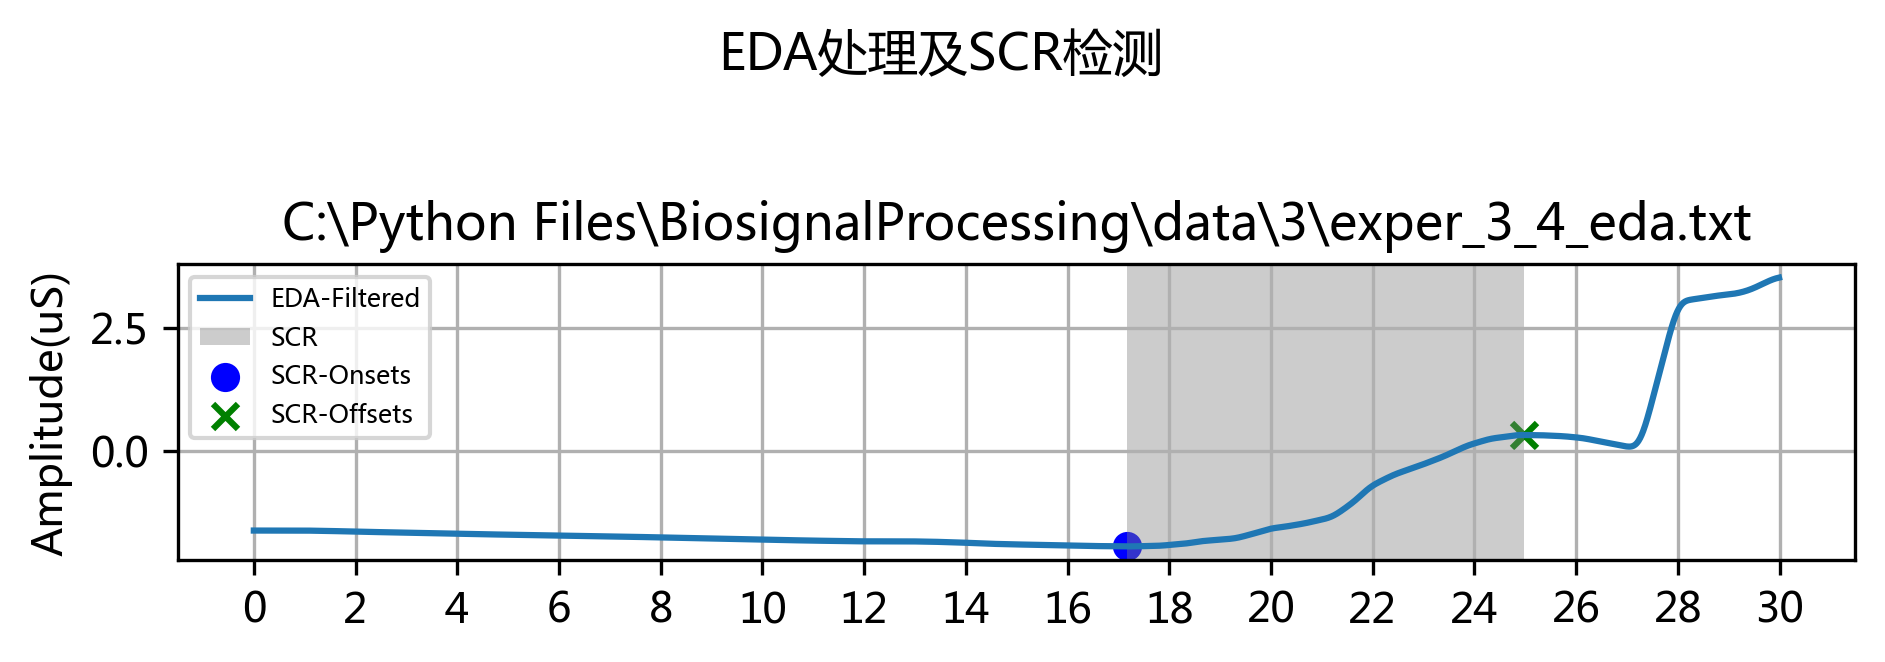 EDA处理及SCR检测
C:\Python Files\BiosignalProcessing\data\3\exper_3_4_eda.txt
Amplitude(uS)
2.5
0.0
EDA-Filtered
SCR
SCR-Onsets
SCR-Offsets
0 2 4 6 8 10 12 14 16 18 20 22 24 26 28 30